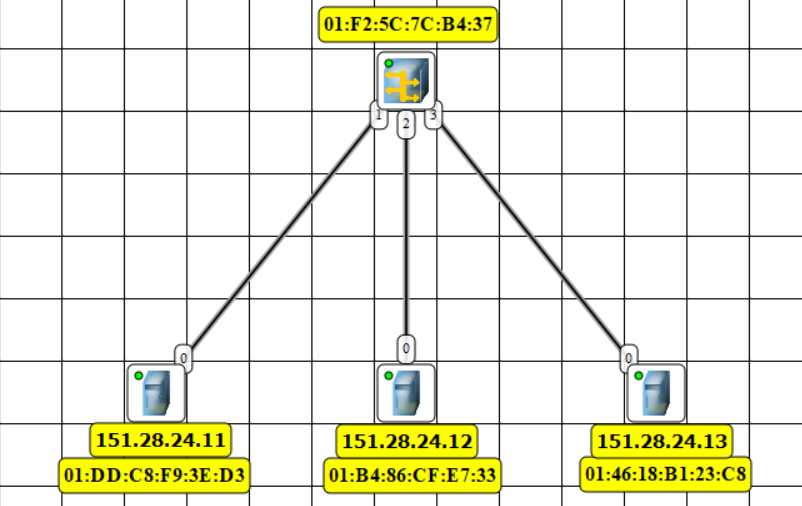 01:F2:5C:7C:B4:37
1
2
3
0
0
0
151.28.24.11
151.28.24.12
151.28.24.13
01:DD:C8:F9:3E:D3
01:B4:86:CF:E7:33
01:46:18:B1:23:C8